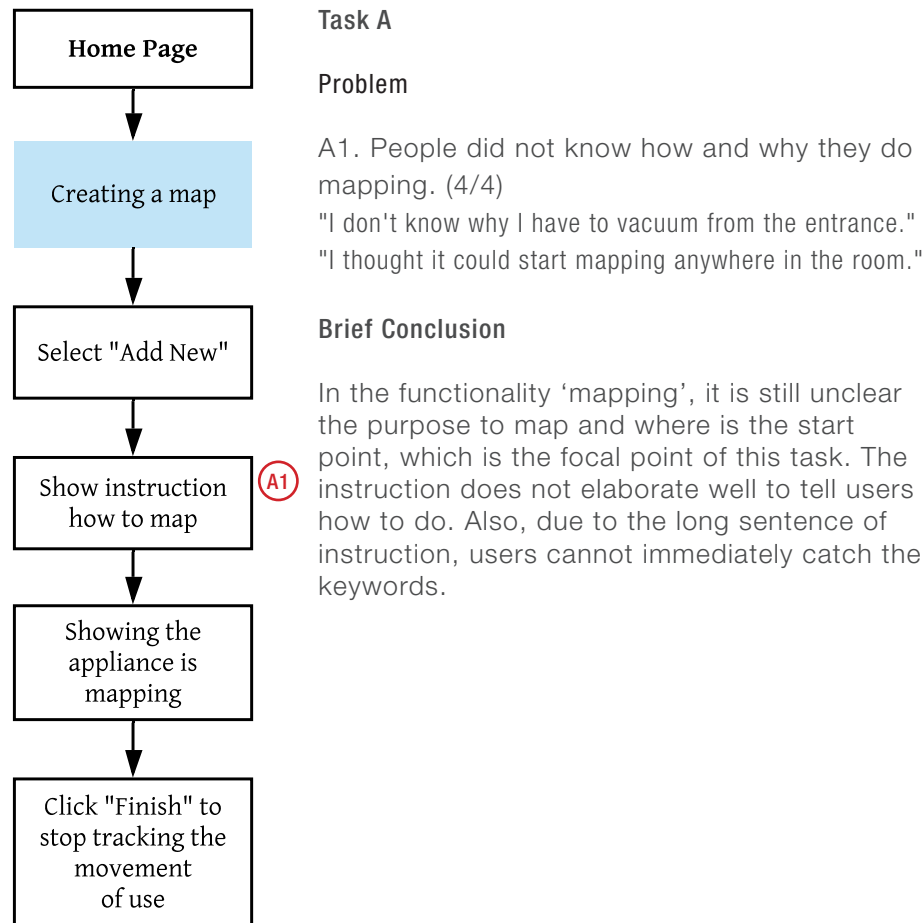 Home Page
Creating a map
Select "Add New"
Show instruction
how to map
A1
Showing the
appliance is
mapping
Click "Finish" to
stop tracking the
movement
of use
Task A
Problem
A1. People did not know how and why they do
mapping. (4/4)
"I don't know why I have to vacuum from the entrance."
"I thought it could start mapping anywhere in the room."
Brief Conclusion
In the functionality ‘mapping’, it is still unclear
the purpose to map and where is the start
point, which is the focal point of this task. The
instruction does not elaborate well to tell users
how to do. Also, due to the long sentence of
instruction, users cannot immediately catch the
keywords.